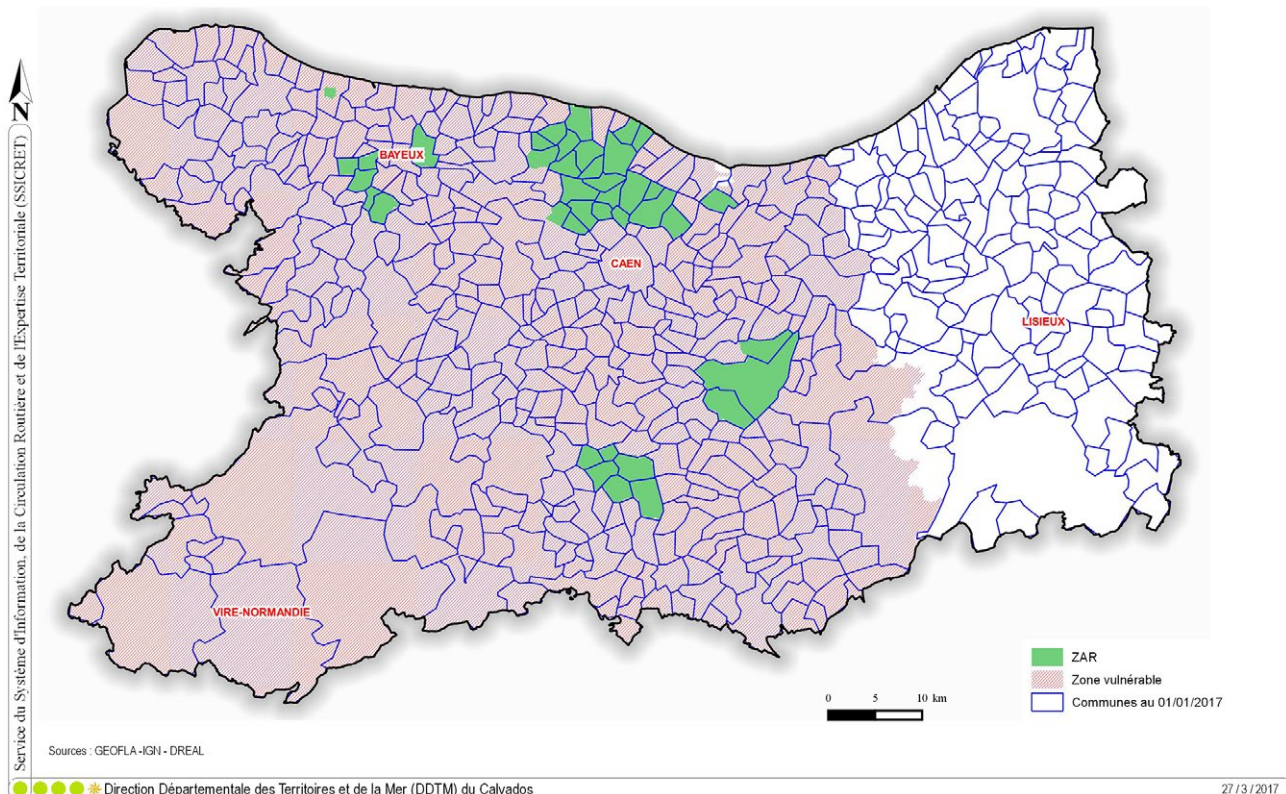 N
Service du Système d'Information, de la Circulation Routière et de l'Expertise Territoriale (SSICRET)
BAYEUX
CAEN
LISIEUX
VIRE-NORMANDIE
ZAR
Zone vulnérable
Communes au 01/01/2017
0 5 10 km
Sources : GEOFLA -IGN - DREAL
Direction Départementale des Territoires et de la Mer (DDTM) du Calvados
27 / 3 / 2017